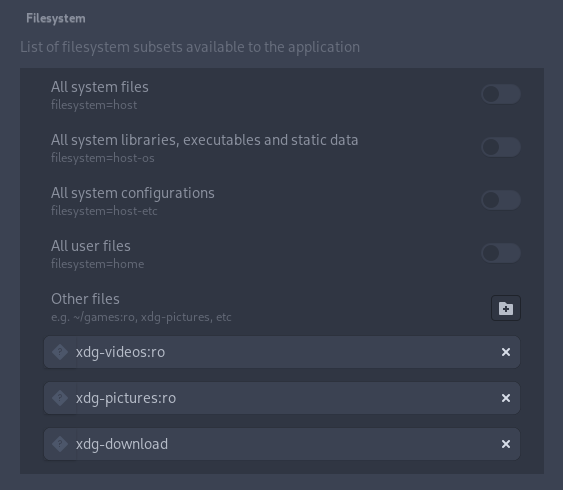 Filesystem
List of filesystem subsets available to the application
All system files
filesystem=host
All system libraries, executables and static data
filesystem=host-os
All system configurations
filesystem=host-etc
All user files
filesystem=home
Other files
e.g. ~/games:ro, xdg-pictures, etc
xdg-videos:ro
xdg-pictures:ro
xdg-download